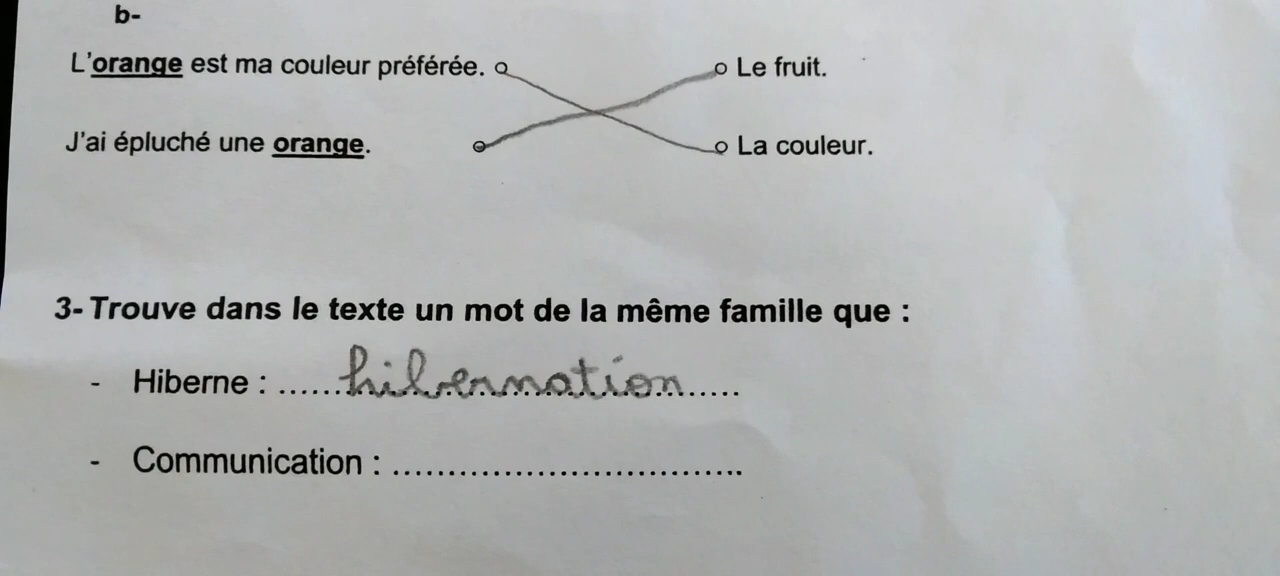 b-
L'orange est ma couleur préférée. Le fruit.
J'ai épluché une orange. La couleur.
3- Trouve dans le texte un mot de la même famille que :
- Hiberne : ......hibernation......
- Communication : ................................